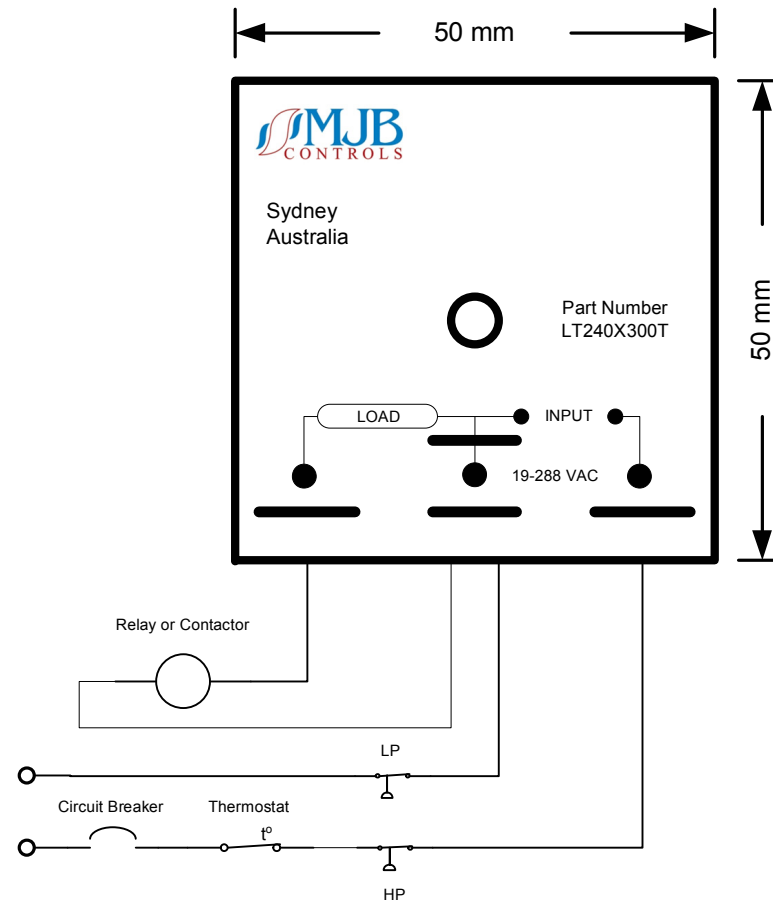 50 mm
MJB
CONTROLS
Sydney
Australia
50 mm
Part Number
LT240X300T
LOAD
INPUT
19-288 VAC
Relay or Contactor
LP
Circuit Breaker
Thermostat
tº
HP